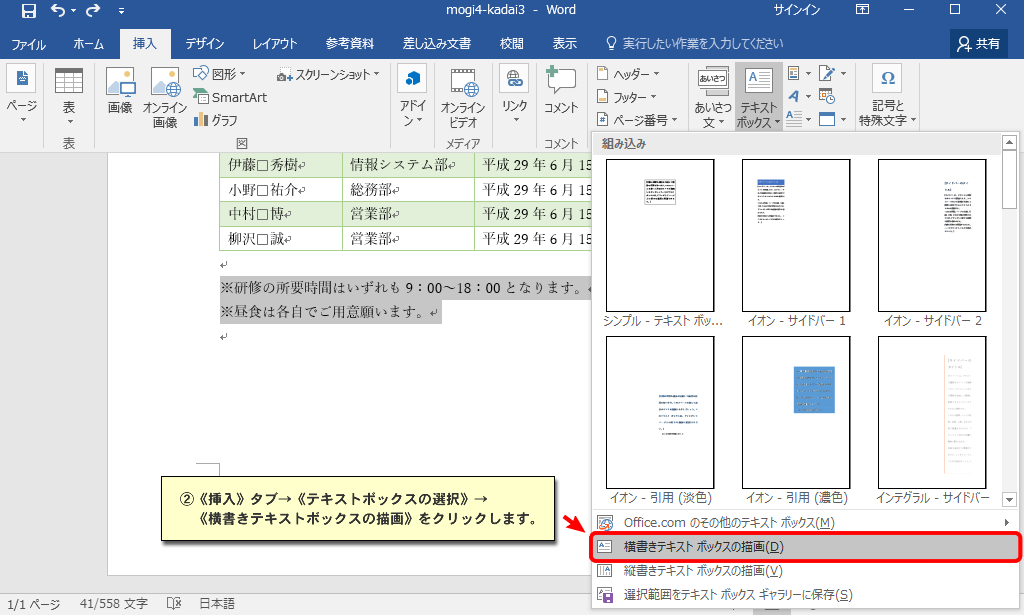 mogi4-kadai3 - Word
サインイン
ファイル ホーム 挿入 デザイン レイアウト 参考資料 差し込み文書 校閲 表示 実行したい作業を入力してください 共有
ページ
表
画像
オンライン画像
図形
SmartArt
グラフ
スクリーンショット
アドイン
オンラインビデオ
リンク
コメント
ヘッダー
フッター
ページ番号
あいさつ
あいさつ文
テキストボックス
記号と特殊文字
表
図
メディア
コメント
伊藤□秀樹 情報システム部 平成 29 年 6 月 15
小野□祐介 総務部 平成 29 年 6 月 15
中村□博 営業部 平成 29 年 6 月 15
柳沢□誠 営業部 平成 29 年 6 月 15
※研修の所要時間はいずれも 9:00~18:00 となります。
※昼食は各自でご用意願います。
②《挿入》タブ→《テキストボックスの選択》→
《横書きテキストボックスの描画》をクリックします。
組み込み
シンプル - テキスト ボッ... イオン - サイドバー 1 イオン - サイドバー 2
イオン - 引用 (淡色) イオン - 引用 (濃色) インテグラル - サイドバー
Office.com のその他のテキスト ボックス(M)
横書きテキスト ボックスの描画(D)
縦書きテキスト ボックスの描画(V)
選択範囲をテキスト ボックス ギャラリーに保存(S)
1/1 ページ 41/558 文字 日本語